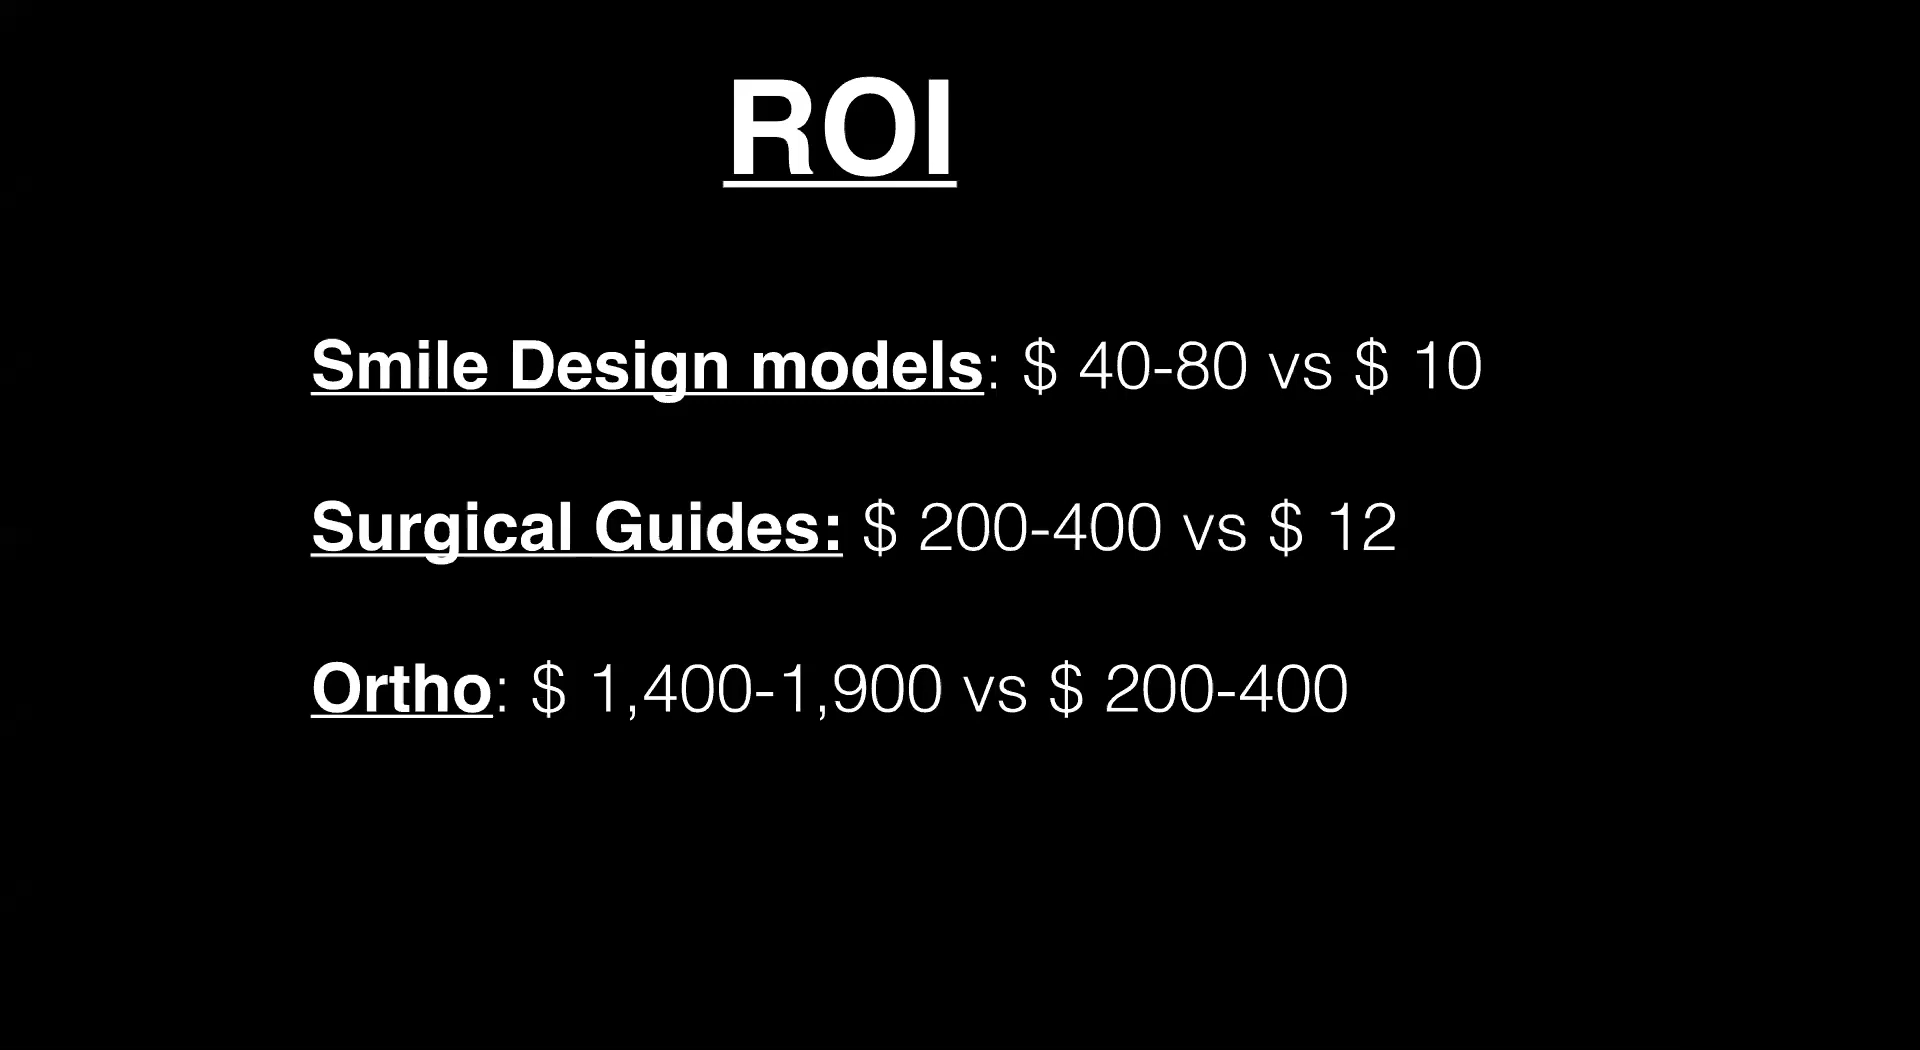 ROI
Smile Design models: $ 40-80 vs $ 10
Surgical Guides: $ 200-400 vs $ 12
Ortho: $ 1,400-1,900 vs $ 200-400